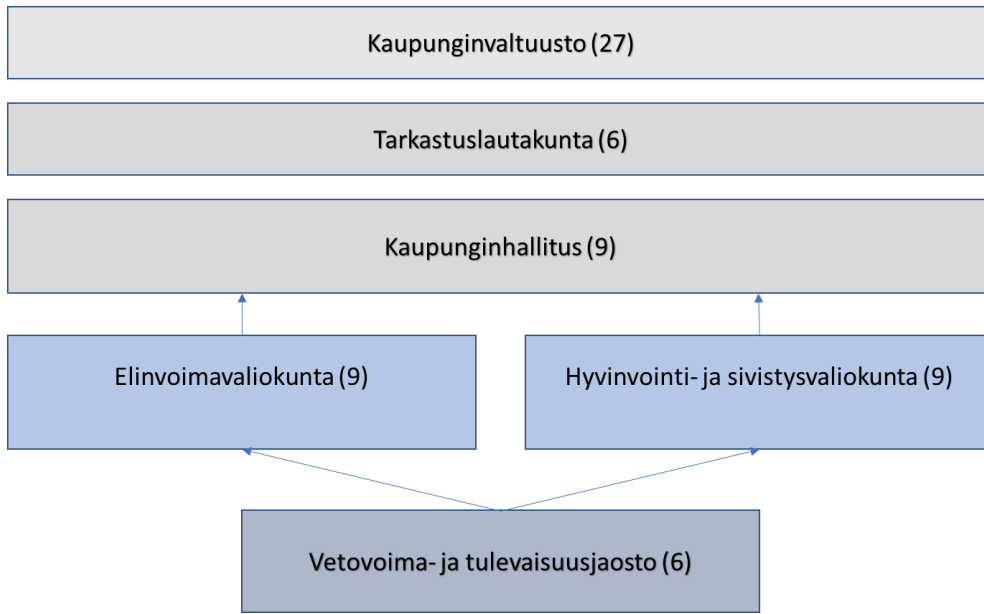 Kaupunginvaltuusto (27)
Tarkastuslautakunta (6)
Kaupunginhallitus (9)
Elinvoimavaliokunta (9)
Hyvinvointi- ja sivistysvaliokunta (9)
Vetovoima- ja tulevaisuusjaosto (6)